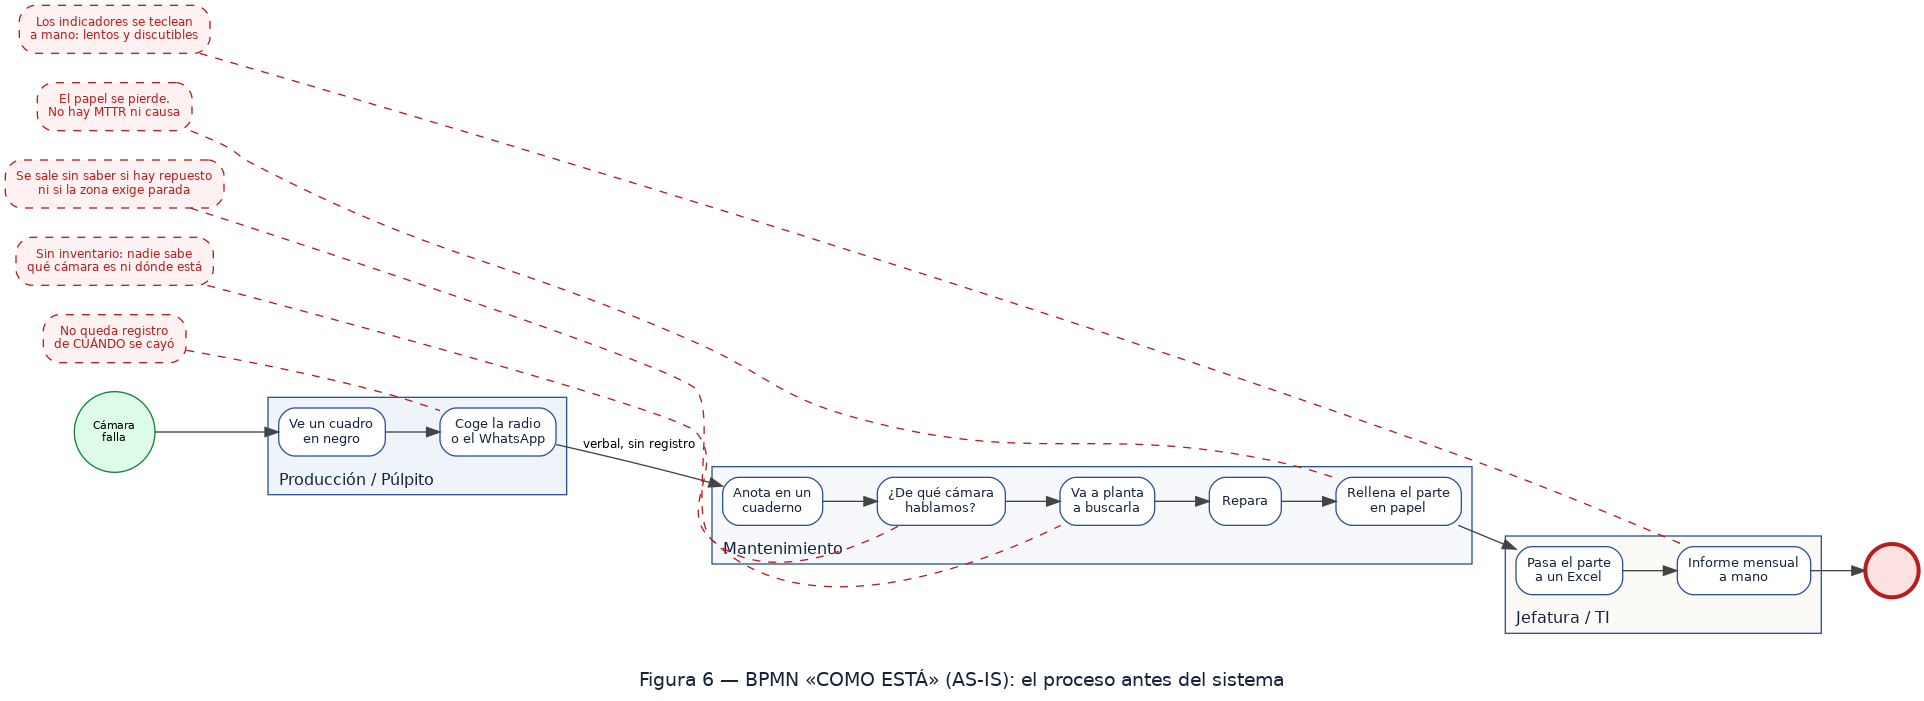 Los indicadores se teclean
a mano: lentos y discutibles
El papel se pierde.
No hay MTTR ni causa
Se sale sin saber si hay repuesto
ni si la zona exige parada
Sin inventario: nadie sabe
qué cámara es ni dónde está
No queda registro
de CUÁNDO se cayó
Cámara
falla
Ve un cuadro
en negro
Coge la radio
o el WhatsApp
Producción / Púlpito
verbal, sin registro
Anota en un
cuaderno
¿De qué cámara
hablamos?
Va a planta
a buscarla
Repara
Rellena el parte
en papel
Mantenimiento
Pasa el parte
a un Excel
Informe mensual
a mano
Jefatura / TI
Figura 6 — BPMN «COMO ESTÁ» (AS-IS): el proceso antes del sistema